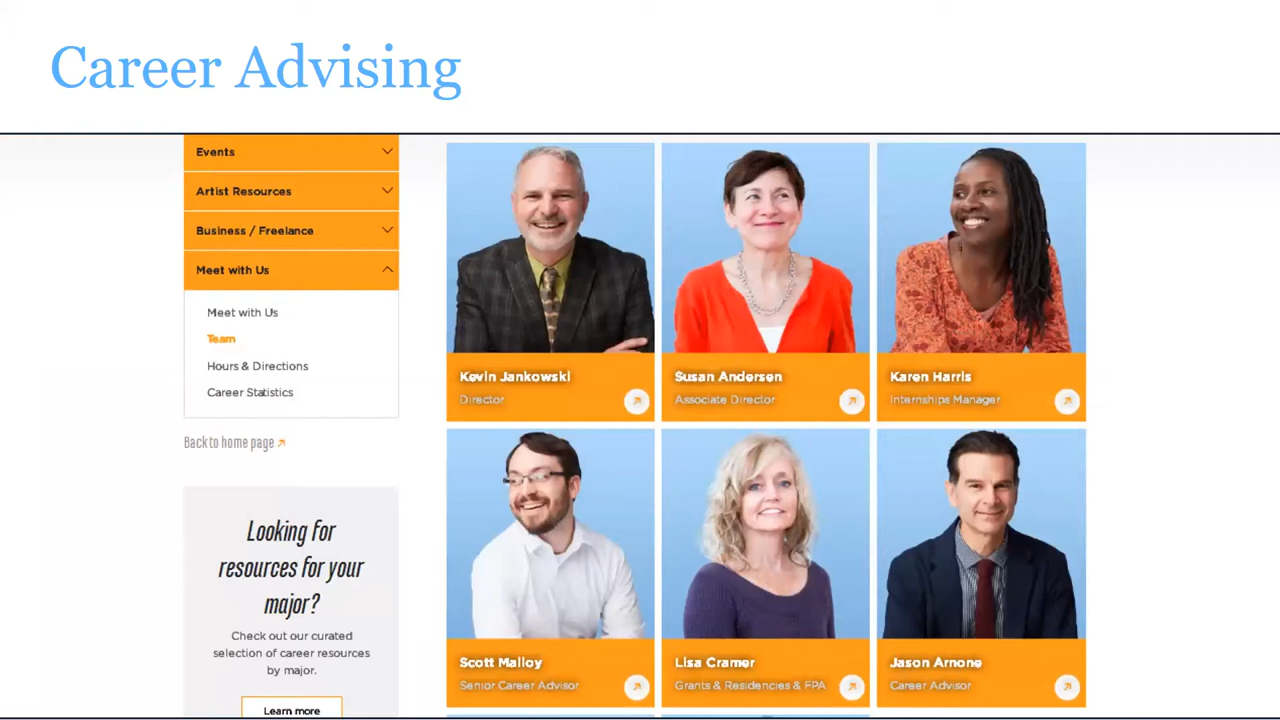 Career Advising
Events
Artist Resources
Business / Freelance
Meet with Us
Meet with Us
Team
Hours & Directions
Career Statistics
Back to home page
Looking for
resources for your
major?
Check out our curated
selection of career resources
by major.
Learn more
Kevin Jankowski
Director
Susan Andersen
Associate Director
Karen Harris
Internships Manager
Scott Malloy
Senior Career Advisor
Lisa Cramer
Grants & Residencies & FPA
Jason Arnone
Career Advisor